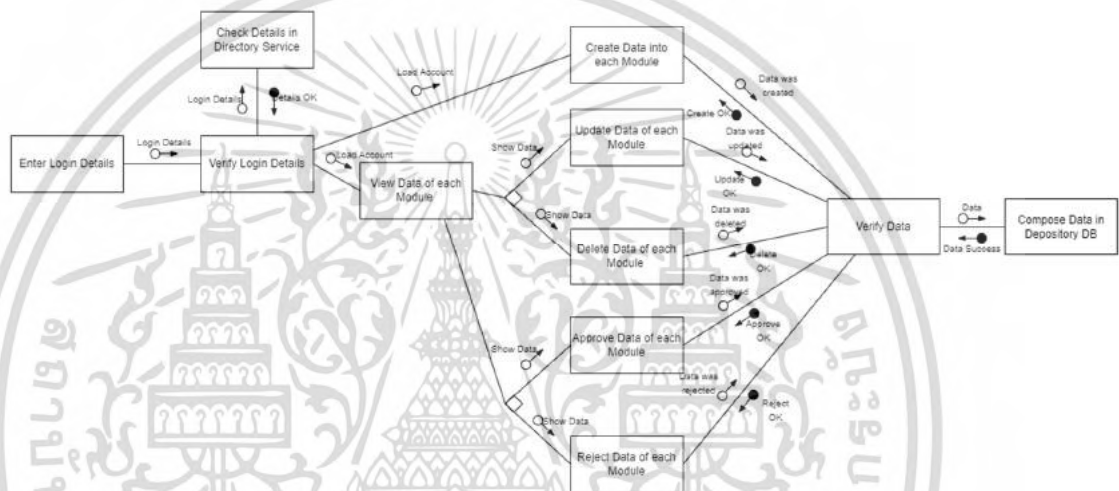 Check Details in
Directory Service
Create Data into
each Module
Load Account
Data was
created
Login Details
Details OK
Create OK
Update Data of each
Module
Data was
updated
Login Details
Show Data
Enter Login Details
Verify Login Details
Load Account
View Data of each
Module
Update
OK
Show Data
Data was
deleted
Data
Verify Data
Compose Data in
Depository DB
Delete Data of each
Module
Delete
OK
Data Success
Data was
approved
Approve Data of each
Module
Approve
OK
Show Data
Data was
rejected
Reject
OK
Show Data
Reject Data of each
Module